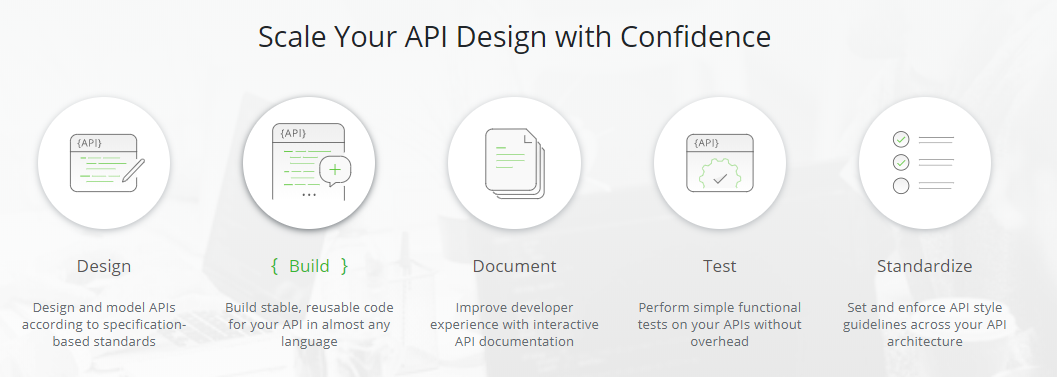 Scale Your API Design with Confidence
{API}
{API}
{API}
Design
{ Build }
Document
Test
Standardize
Design and model APIs
according to specification-
based standards
Build stable, reusable code
for your API in almost any
language
Improve developer
experience with interactive
API documentation
Perform simple functional
tests on your APIs without
overhead
Set and enforce API style
guidelines across your API
architecture